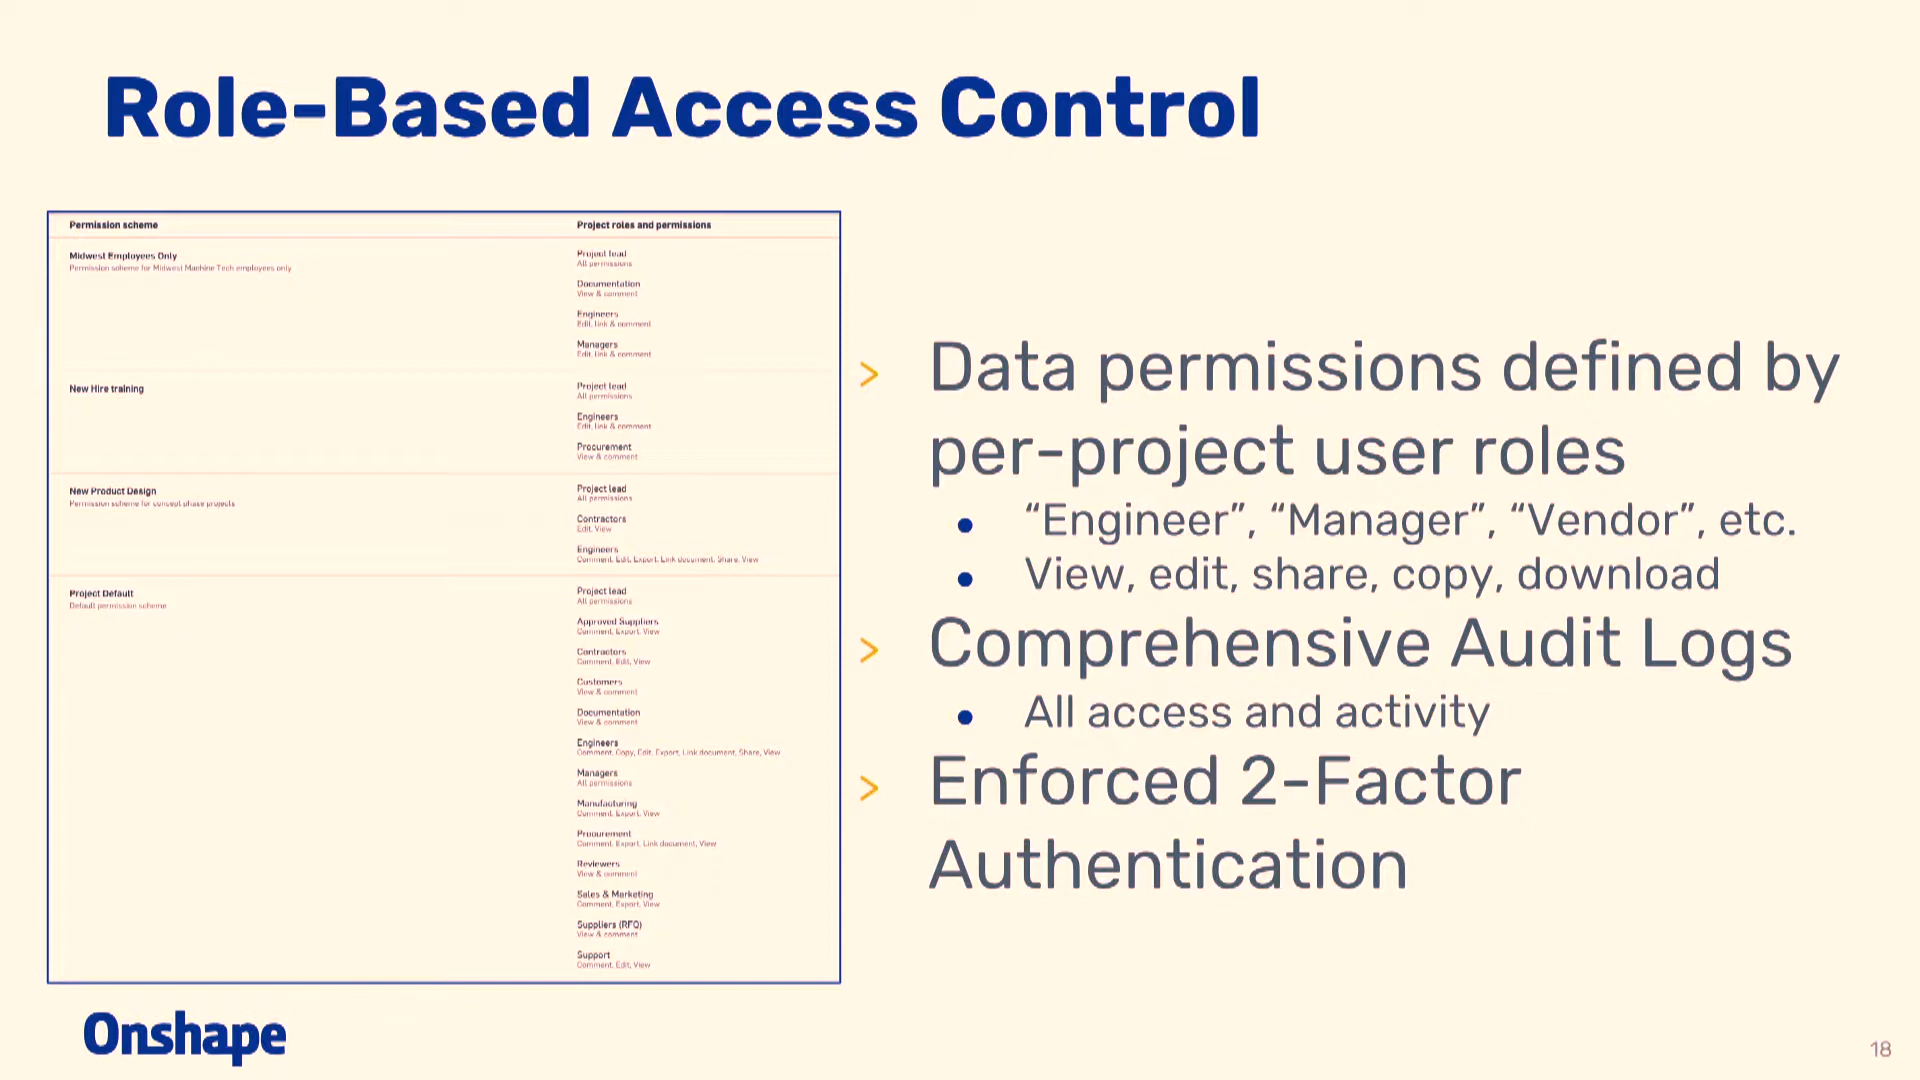 Role-Based Access Control
Permission scheme
Project roles and permissions
Midwest Employees Only
Permission scheme for Midwest Machine Tech employees only
Project lead
All permissions
Documentation
View & comment
Engineers
Edit, link & comment
Managers
Edit, link & comment
New Hire training
Project lead
All permissions
Engineers
Edit, link & comment
Procurement
View & comment
New Product Design
Permission scheme for concept phase projects
Project lead
All permissions
Contractors
Edit, View
Engineers
Comment, Edit, Export, Link document, Share, View
Project Default
Default permission scheme
Project lead
All permissions
Approved Suppliers
Comment, Export, View
Contractors
Comment, Edit, View
Customers
View & comment
Documentation
View & comment
Engineers
Comment, Copy, Edit, Export, Link document, Share, View
Managers
All permissions
Manufacturing
Comment, Export, View
Procurement
Comment, Export, Link document, View
Reviewers
View & comment
Sales & Marketing
Comment, Export, View
Suppliers (RFQ)
View & comment
Support
Comment, Edit, View
> Data permissions defined by
per-project user roles
• “Engineer”, “Manager”, “Vendor”, etc.
• View, edit, share, copy, download
> Comprehensive Audit Logs
• All access and activity
> Enforced 2-Factor
Authentication
Onshape
18